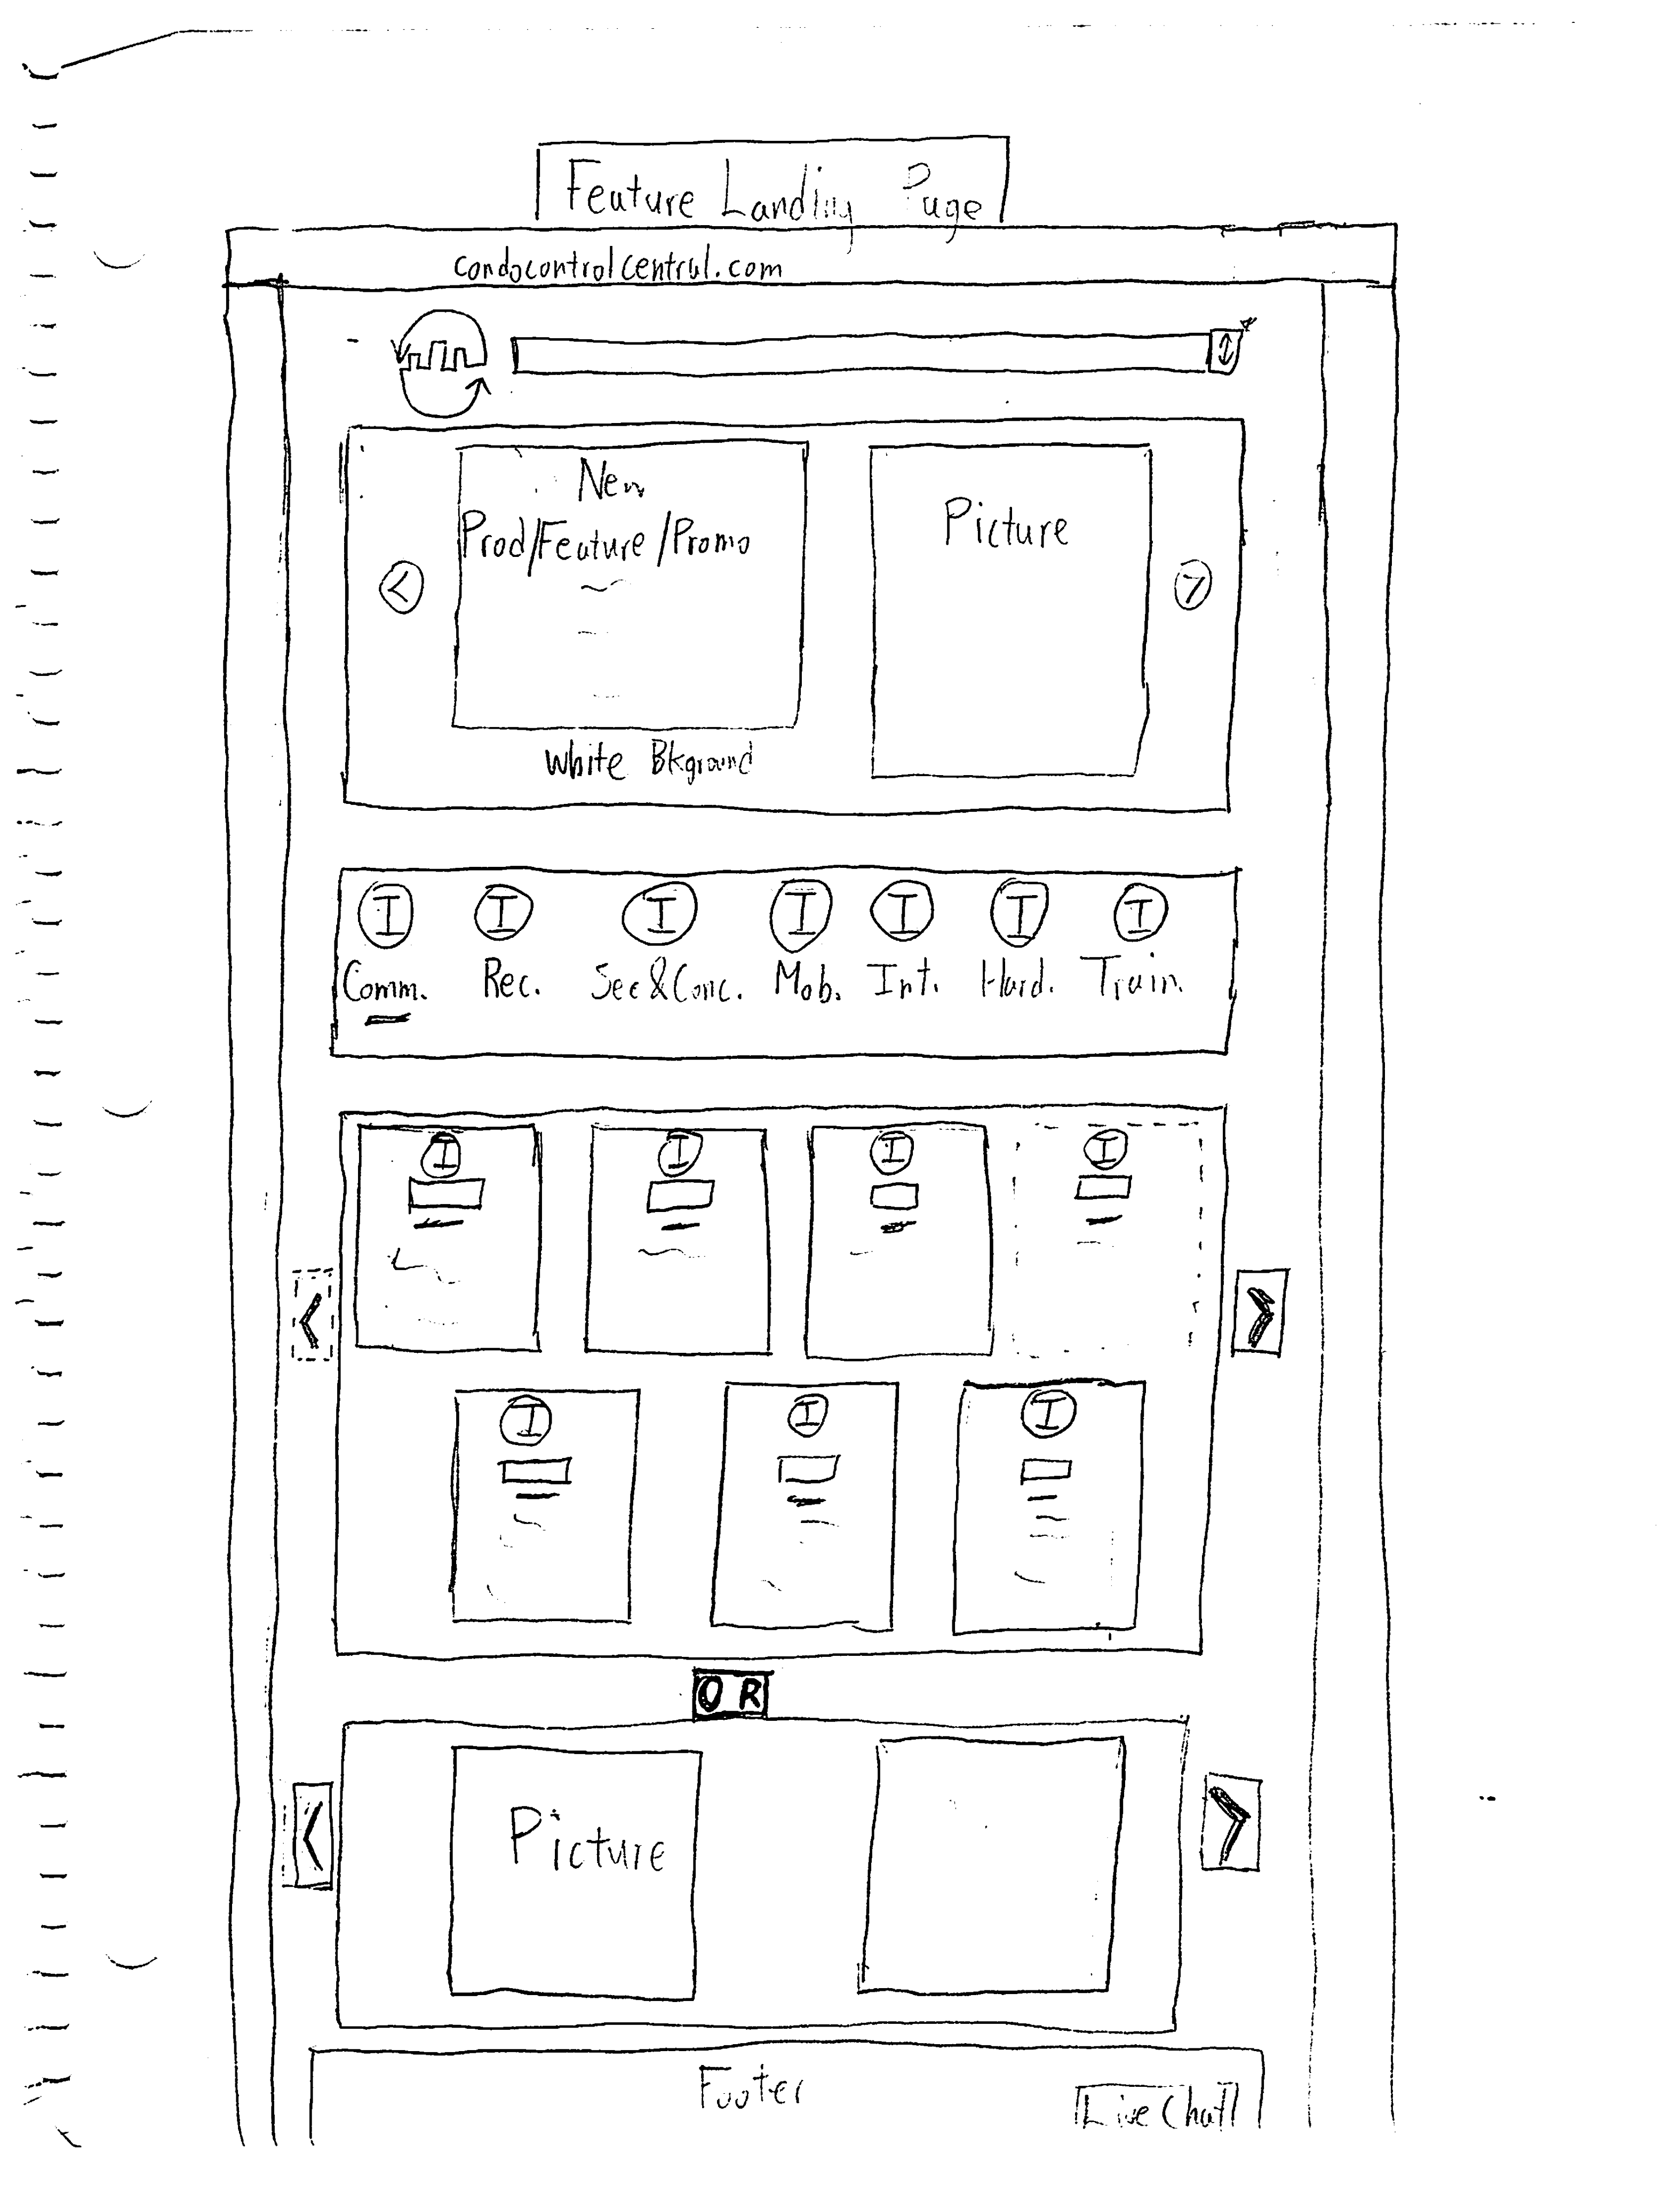 Feature Landing Page
condocontrolcentral.com
New
Prod/Feature/Promo
Picture
White Bkground
I I I I I I I
Comm. Rec. Sec&Conc. Mob. Int. Hard. Train.
I I I I
I I I
OR
Picture
Footer
Live Chat